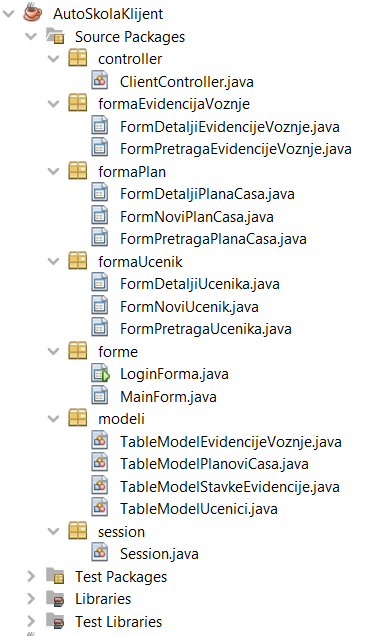 AutoSkolaKlijent
Source Packages
controller
ClientController.java
formaEvidencijaVoznje
FormDetaljiEvidencijeVoznje.java
FormPretragaEvidencijeVoznje.java
formaPlan
FormDetaljiPlanaCasa.java
FormNoviPlanCasa.java
FormPretragaPlanaCasa.java
formaUcenik
FormDetaljiUcenika.java
FormNoviUcenik.java
FormPretragaUcenika.java
forme
LoginForma.java
MainForm.java
modeli
TableModelEvidencijeVoznje.java
TableModelPlanoviCasa.java
TableModelStavkeEvidencije.java
TableModelUcenici.java
session
Session.java
Test Packages
Libraries
Test Libraries